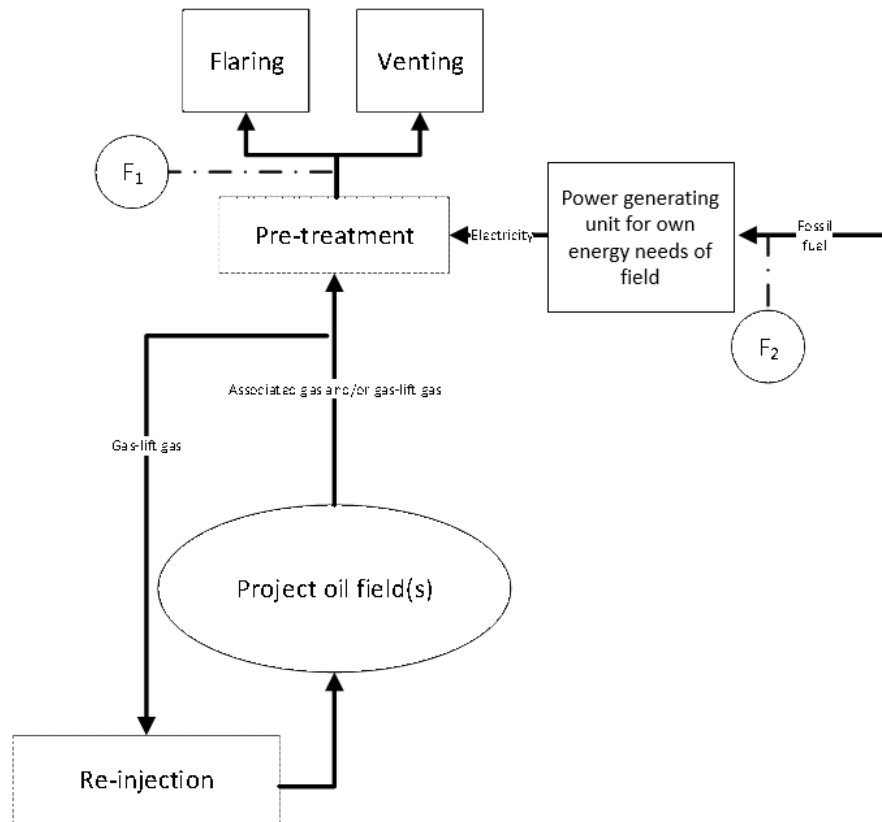 Flaring
Venting
F1
Pre-treatment
Electricity
Power generating
unit for own
energy needs of
field
Fossil
fuel
F2
Associated gas and/or gas-lift gas
Gas-lift gas
Project oil field(s)
Re-injection